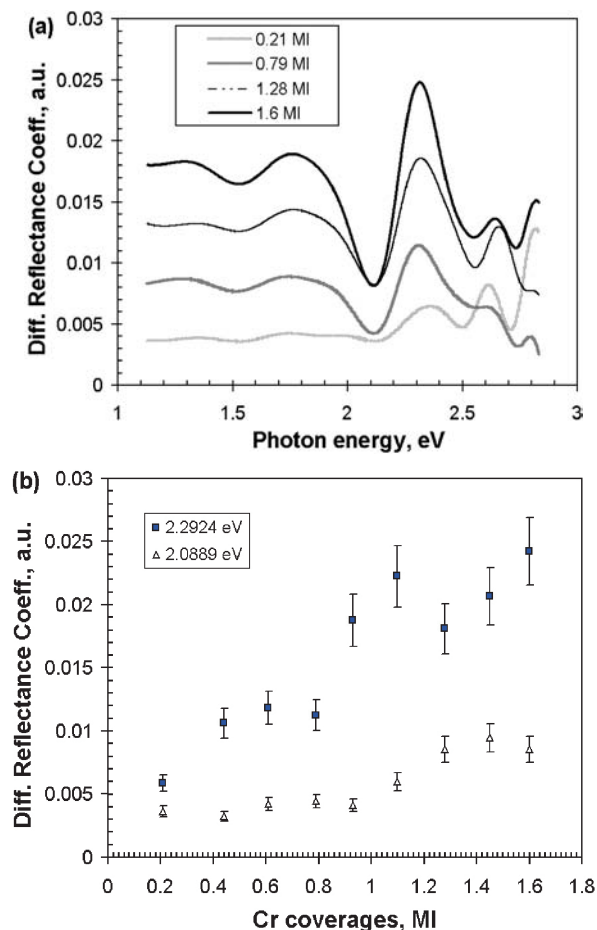 (a)
0.03
0.025
0.02
0.015
0.01
0.005
0
Diff. Reflectance Coeff., a.u.
0.21 Ml
0.79 Ml
1.28 Ml
1.6 Ml
1
1.5
2
2.5
3
Photon energy, eV
(b)
0.03
0.025
0.02
0.015
0.01
0.005
0
Diff. Reflectance Coeff., a.u.
2.2924 eV
2.0889 eV
0
0.2
0.4
0.6
0.8
1
1.2
1.4
1.6
1.8
Cr coverages, Ml